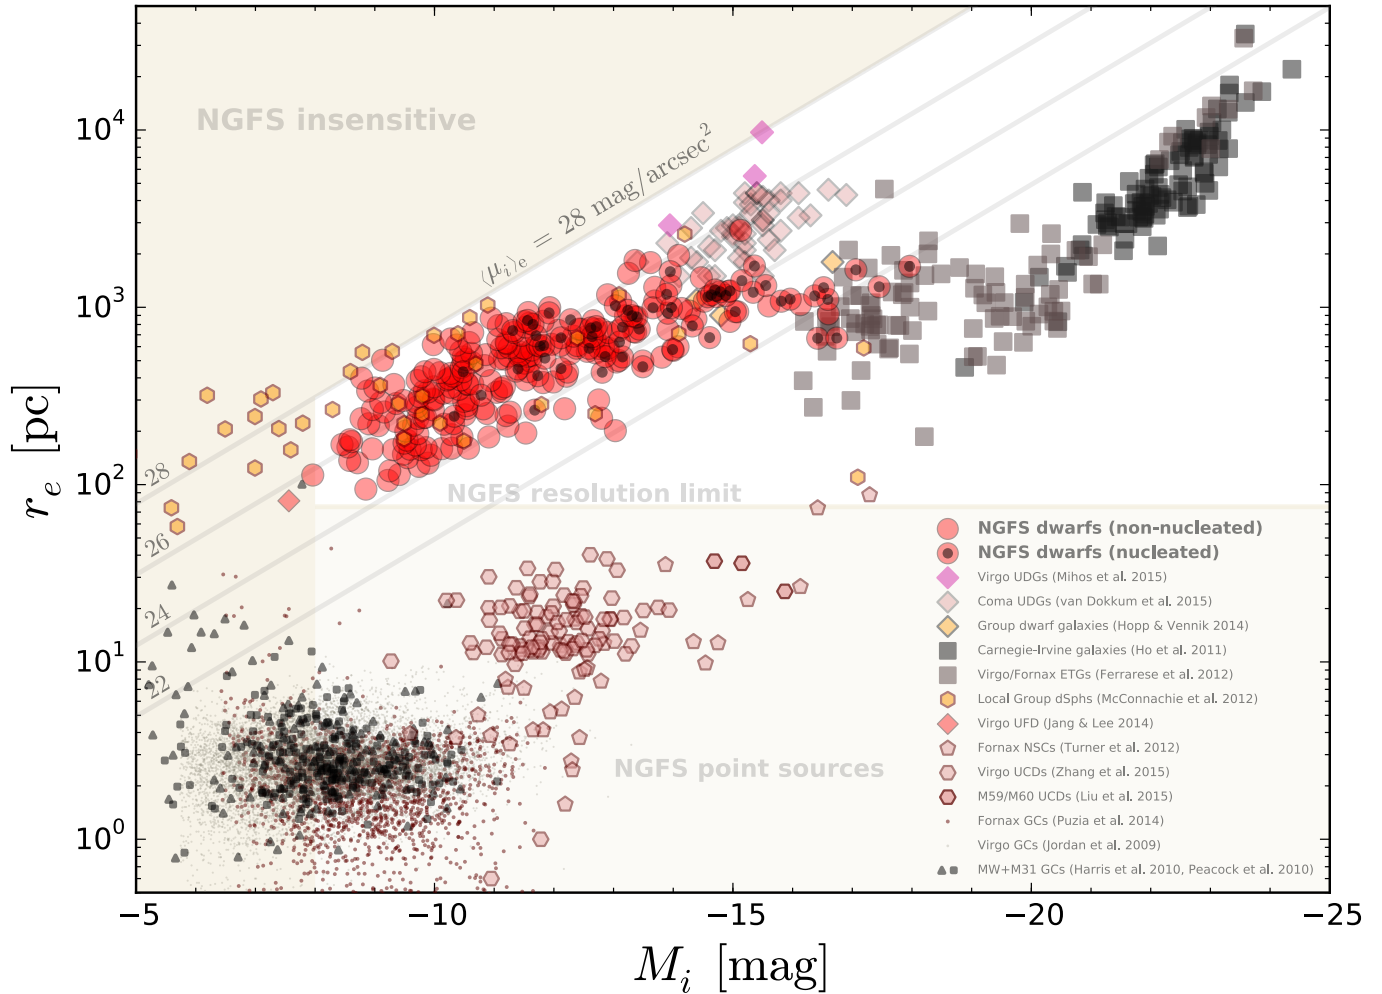 NGFS insensitive
⟨μi⟩e = 28 mag/arcsec²
28
26
24
22
NGFS resolution limit
NGFS point sources
NGFS dwarfs (non-nucleated)
NGFS dwarfs (nucleated)
Virgo UDGs (Mihos et al. 2015)
Coma UDGs (van Dokkum et al. 2015)
Group dwarf galaxies (Hopp & Vennik 2014)
Carnegie-Irvine galaxies (Ho et al. 2011)
Virgo/Fornax ETGs (Ferrarese et al. 2012)
Local Group dSphs (McConnachie et al. 2012)
Virgo UFD (Jang & Lee 2014)
Fornax NSCs (Turner et al. 2012)
Virgo UCDs (Zhang et al. 2015)
M59/M60 UCDs (Liu et al. 2015)
Fornax GCs (Puzia et al. 2014)
Virgo GCs (Jordan et al. 2009)
MW+M31 GCs (Harris et al. 2010, Peacock et al. 2010)
10⁴
10³
10²
10¹
10⁰
re [pc]
−5
−10
−15
−20
−25
Mi [mag]